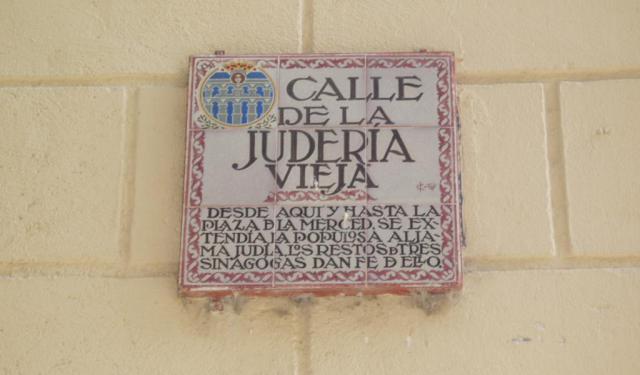 CALLE
DE LA
JUDERÍA
VIEJA
DESDE AQUI Y HASTA LA
PLAZA D LA MERCED, SE EX-
TENDÍA LA POPULOSA ALJA-
MA JUDÍA LOS RESTOS D TRES
SINAGOGAS DAN FE D ELLO.